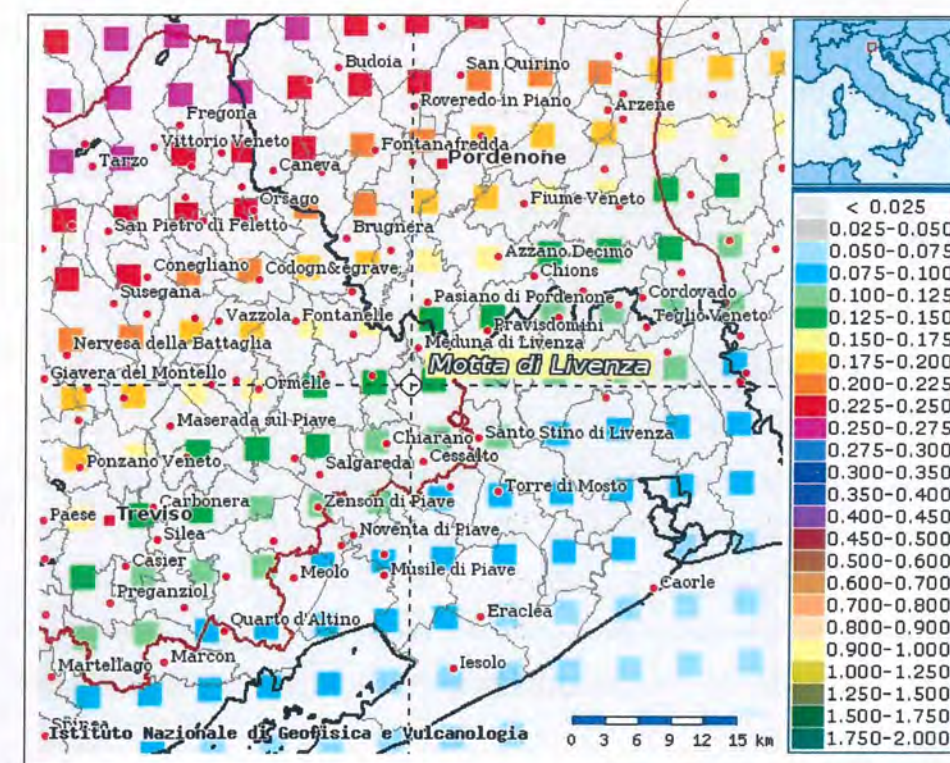 Budoia
San Quirino
Roveredo in Piano
Arzene
Fregona
Vittorio Veneto
Fontanafredda
Tarzo
Caneva
Pordenone
Orsago
Fiume Veneto
San Pietro di Feletto
Brugnera
Azzano Decimo
Conegliano
Codogn&egrave;
Chions
Susegana
Pasiano di Pordenone
Cordovado
Vazzola
Fontanelle
Pravisdomini
Teglio Veneto
Nervesa della Battaglia
Meduna di Livenza
Motta di Livenza
Giavera del Montello
Ormelle
Maserada sul Piave
Chiarano
Santo Stino di Livenza
Ponzano Veneto
Salgareda
Cessalto
Torre di Mosto
Carbonera
Zenson di Piave
Paese
Treviso
Silea
Noventa di Piave
Casier
Meolo
Musile di Piave
Caorle
Preganziol
Quarto d'Altino
Eraclea
Martellago
Marcon
Iesolo
Spinea
Istituto Nazionale di Geofisica e Vulcanologia
0 3 6 9 12 15 km
< 0.025
0.025-0.050
0.050-0.075
0.075-0.100
0.100-0.125
0.125-0.150
0.150-0.175
0.175-0.200
0.200-0.225
0.225-0.250
0.250-0.275
0.275-0.300
0.300-0.350
0.350-0.400
0.400-0.450
0.450-0.500
0.500-0.600
0.600-0.700
0.700-0.800
0.800-0.900
0.900-1.000
1.000-1.250
1.250-1.500
1.500-1.750
1.750-2.000